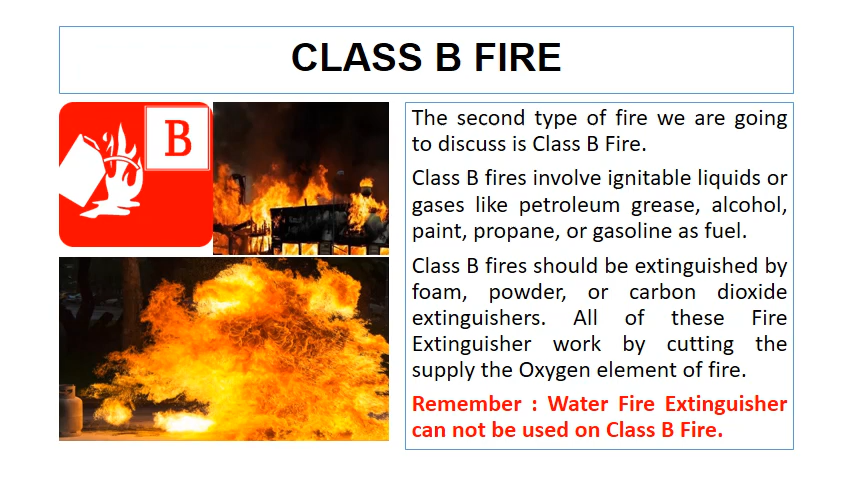 CLASS B FIRE
B
The second type of fire we are going
to discuss is Class B Fire.
Class B fires involve ignitable liquids or
gases like petroleum grease, alcohol,
paint, propane, or gasoline as fuel.
Class B fires should be extinguished by
foam, powder, or carbon dioxide
extinguishers. All of these Fire
Extinguisher work by cutting the
supply the Oxygen element of fire.
Remember : Water Fire Extinguisher
can not be used on Class B Fire.